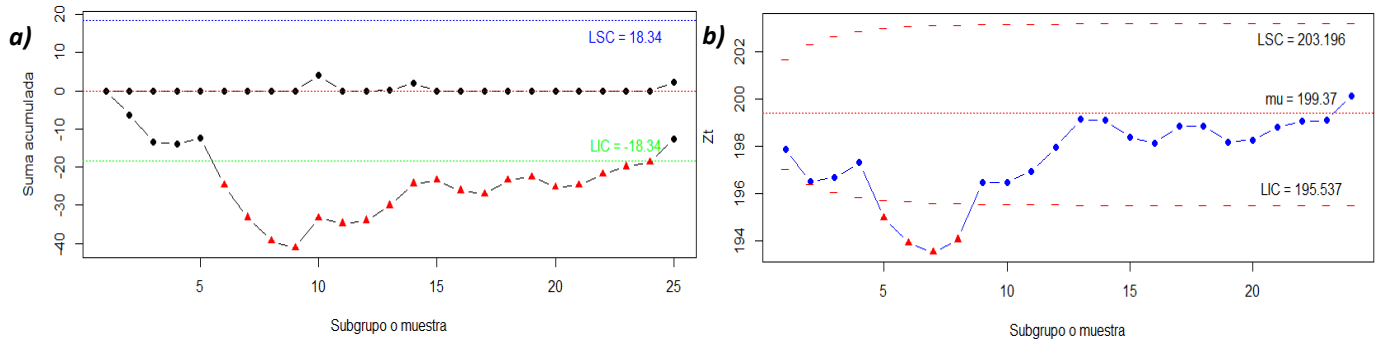 a)
Suma acumulada
20
10
0
-10
-20
-30
-40
LSC = 18.34
LIC = -18.34
5
10
15
20
25
Subgrupo o muestra
b)
Zt
202
200
198
196
194
LSC = 203.196
mu = 199.37
LIC = 195.537
5
10
15
20
Subgrupo o muestra